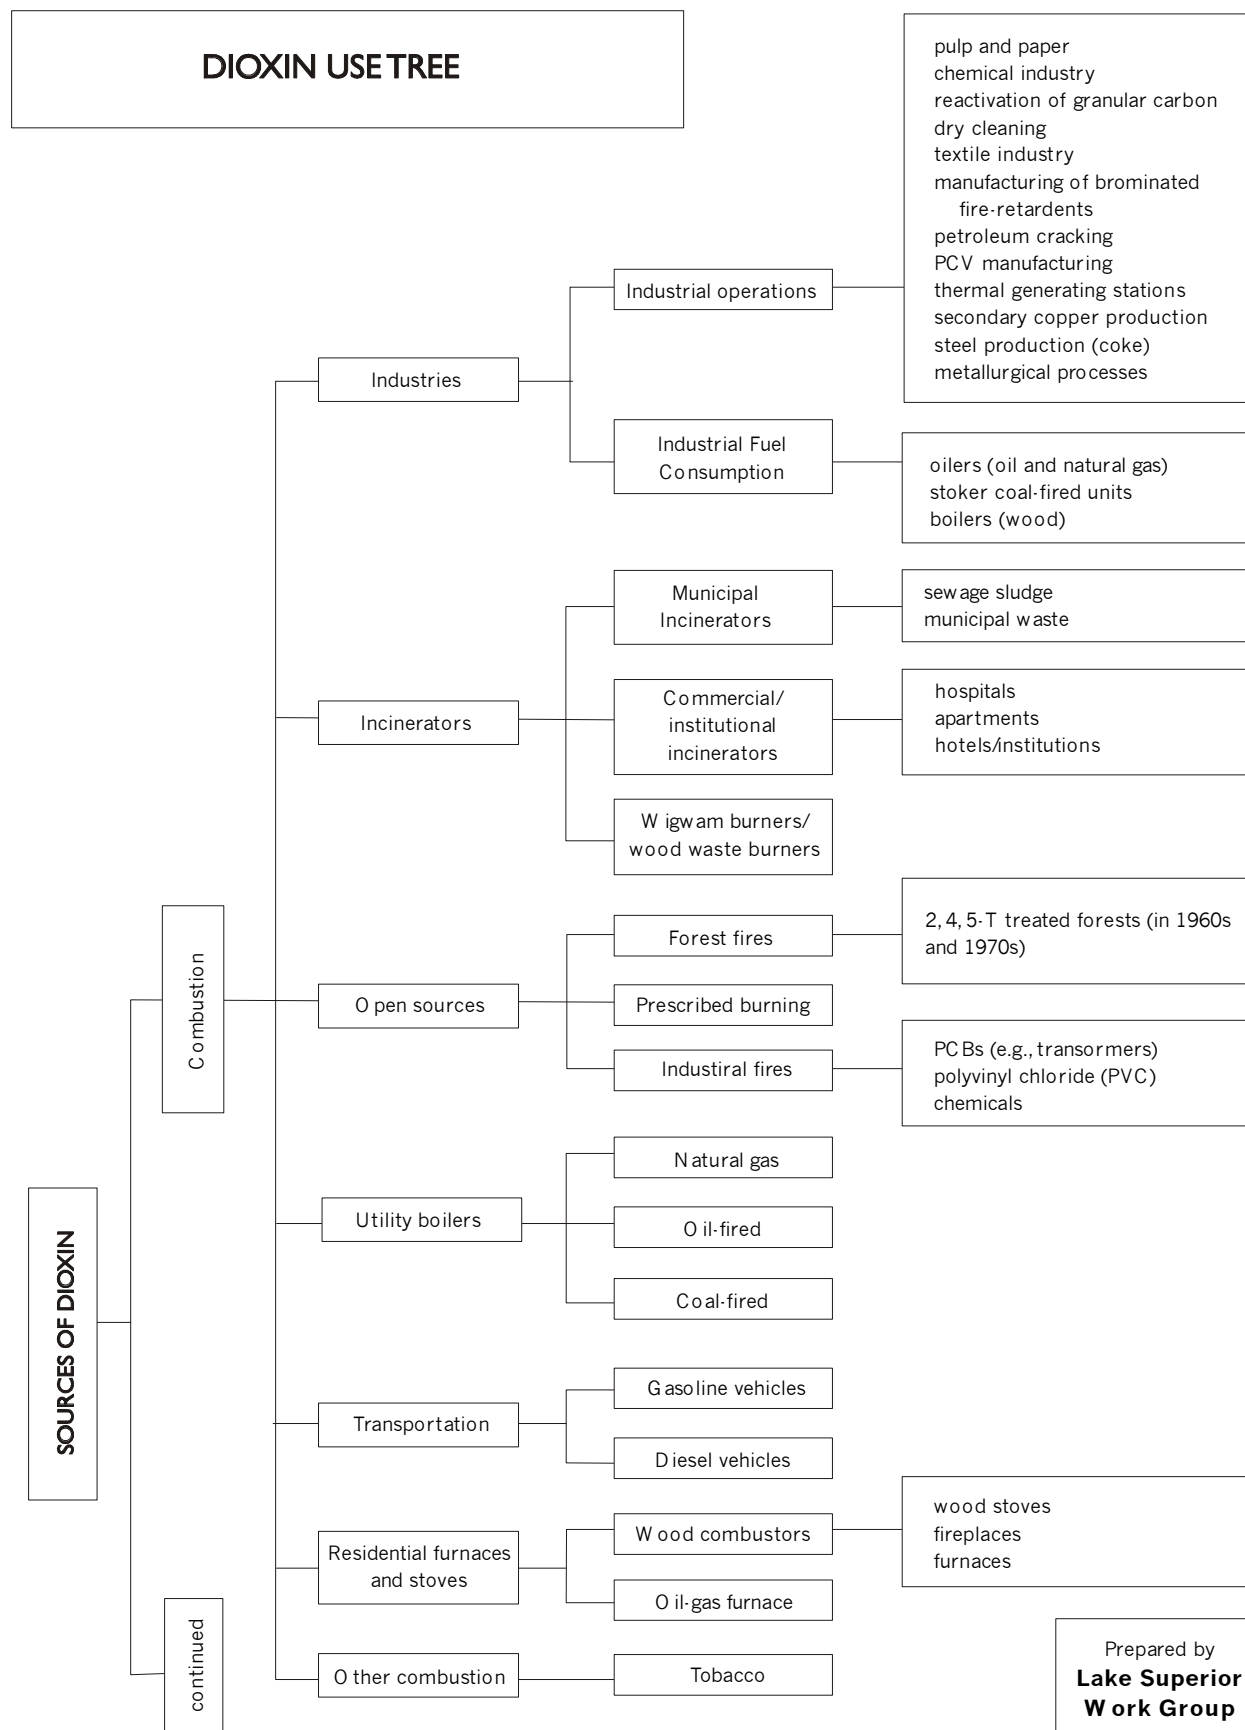 DIOXIN USE TREE
pulp and paper
chemical industry
reactivation of granular carbon
dry cleaning
textile industry
manufacturing of brominated
fire-retardents
petroleum cracking
PCV manufacturing
thermal generating stations
secondary copper production
steel production (coke)
metallurgical processes
Industrial operations
Industries
Industrial Fuel
Consumption
oilers (oil and natural gas)
stoker coal-fired units
boilers (wood)
Municipal
Incinerators
sewage sludge
municipal waste
Incinerators
Commercial/
institutional
incinerators
hospitals
apartments
hotels/institutions
Wigwam burners/
wood waste burners
Combustion
Open sources
Forest fires
2,4,5-T treated forests (in 1960s
and 1970s)
Prescribed burning
Industiral fires
PCBs (e.g., transormers)
polyvinyl chloride (PVC)
chemicals
SOURCES OF DIOXIN
Utility boilers
Natural gas
Oil-fired
Coal-fired
Transportation
Gasoline vehicles
Diesel vehicles
Residential furnaces
and stoves
Wood combustors
wood stoves
fireplaces
furnaces
Oil-gas furnace
continued
Other combustion
Tobacco
Prepared by
Lake Superior
Work Group